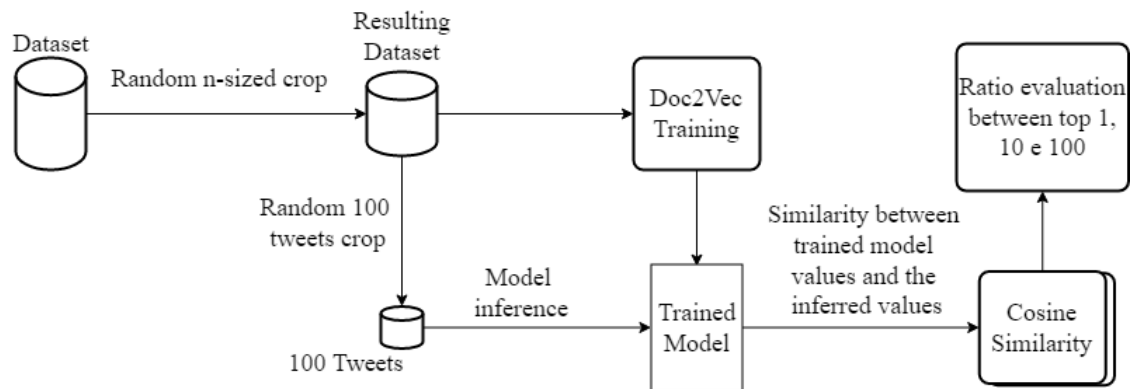 Dataset
Random n-sized crop
Resulting
Dataset
Doc2Vec
Training
Ratio evaluation
between top 1,
10 e 100
Random 100
tweets crop
Similarity between
trained model
values and the
inferred values
Model
inference
100 Tweets
Trained
Model
Cosine
Similarity